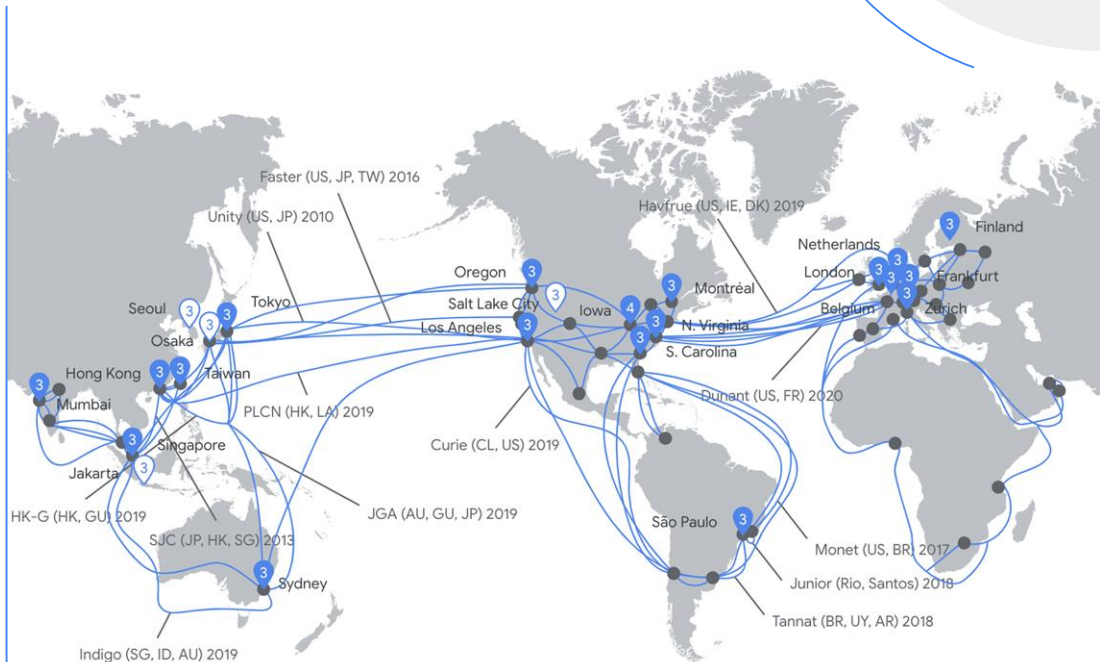 Faster (US, JP, TW) 2016
Unity (US, JP) 2010
Havfrue (US, IE, DK) 2019
3
Finland
Netherlands
3
London
3
3
3
Frankfurt
Belgium
3
Zurich
Oregon
3
Salt Lake City
3
Los Angeles
3
Iowa
4
3
Montréal
3
N. Virginia
3
S. Carolina
Seoul
3
Osaka
3
3
Tokyo
3
Hong Kong
3
3
Taiwan
Mumbai
3
Singapore
Jakarta
3
PLCN (HK, LA) 2019
Dunant (US, FR) 2020
Curie (CL, US) 2019
HK-G (HK, GU) 2019
JGA (AU, GU, JP) 2019
SJC (JP, HK, SG) 2013
São Paulo
3
Monet (US, BR) 2017
3
Sydney
Junior (Rio, Santos) 2018
Tannat (BR, UY, AR) 2018
Indigo (SG, ID, AU) 2019